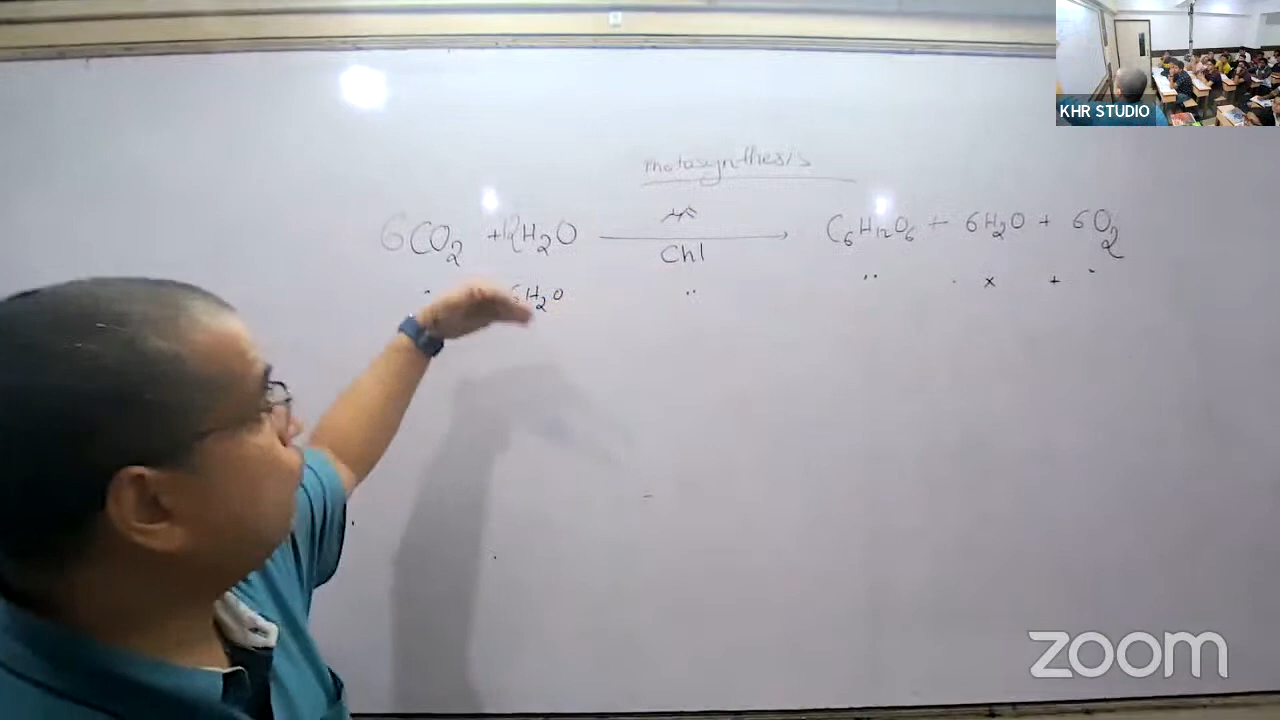 KHR STUDIO
Photosynthesis
6CO2 + 12H2O → C6H12O6 + 6H2O + 6O2
Chl
" 6H2O " " x + "
zoom